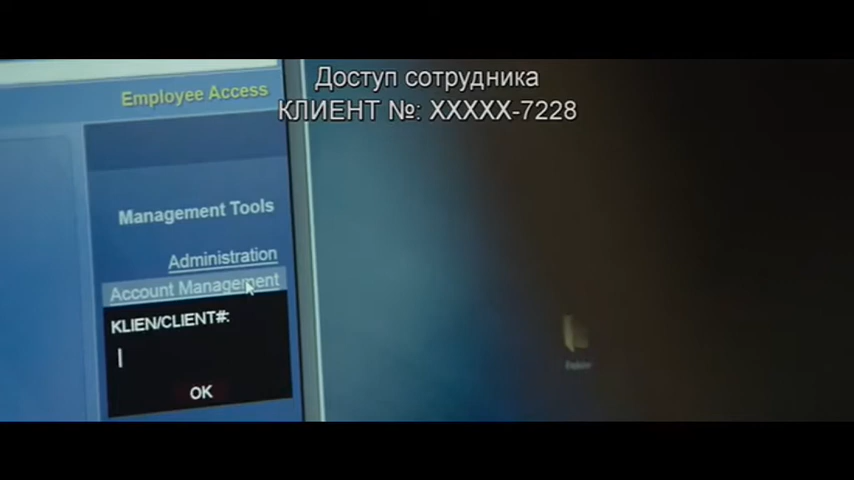 Доступ сотрудника
КЛИЕНТ №: XXXXX-7228
Employee Access
Management Tools
Administration
Account Management
KLIEN/CLIENT#:
OK